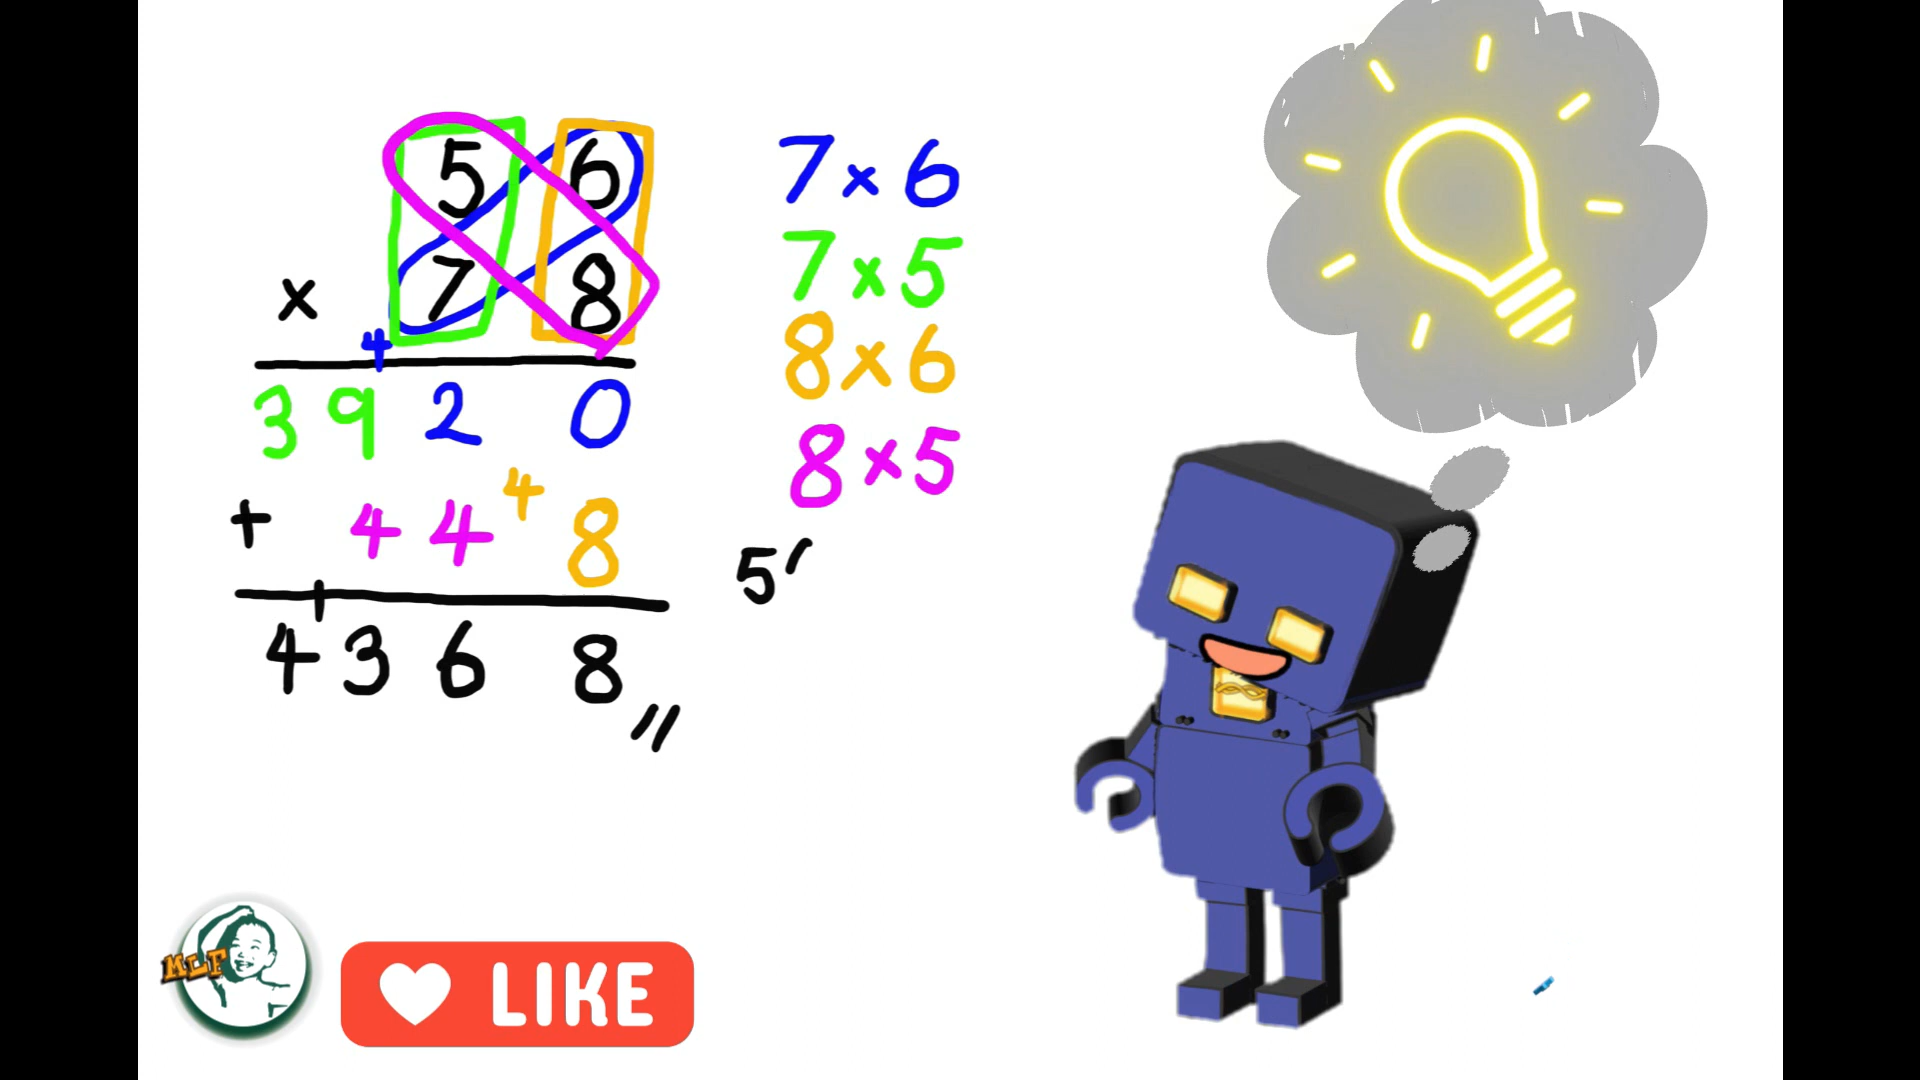 5 6
× 7 8
4
3 9 2 0
+ 4 4 4 8
4 3 6 8 //
7 × 6
7 × 5
8 × 6
8 × 5
5
MLF
LIKE